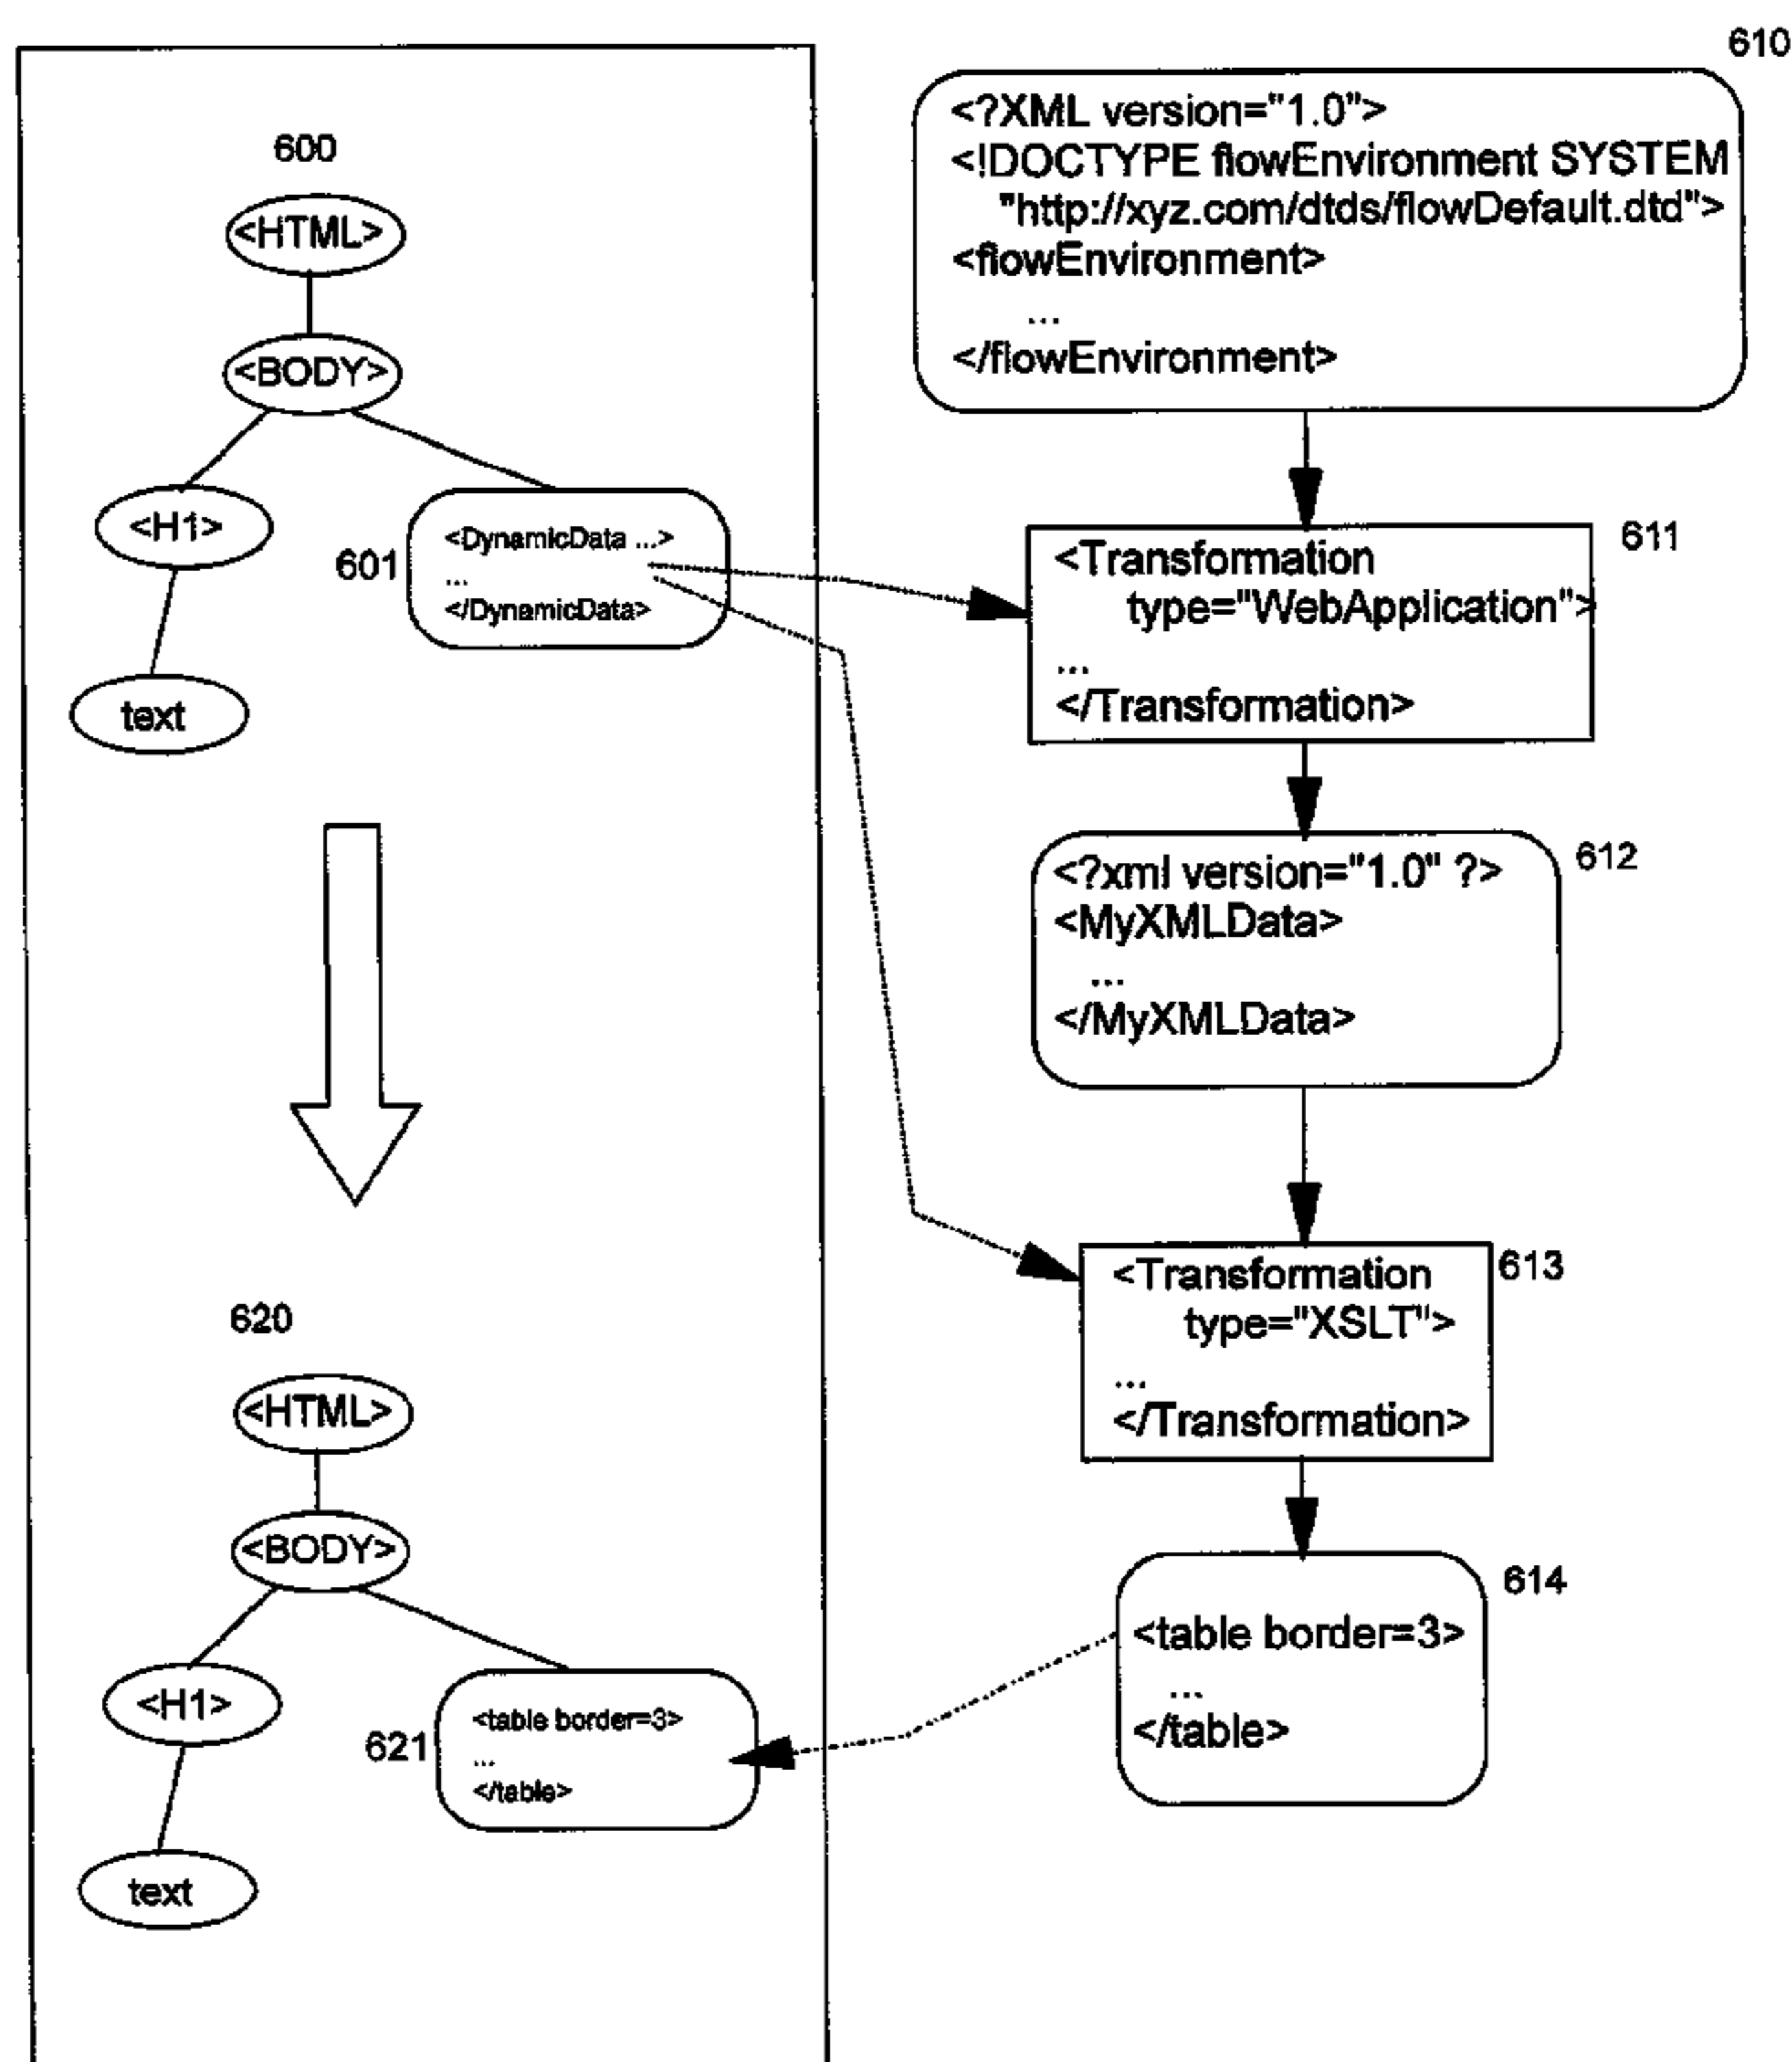 600
<HTML>
<BODY>
<H1>
601
<DynamicData ...>
...
</DynamicData>
text
620
<HTML>
<BODY>
<H1>
621
<table border=3>
...
</table>
text
610
<?XML version="1.0">
<!DOCTYPE flowEnvironment SYSTEM
"http://xyz.com/dtds/flowDefault.dtd">
<flowEnvironment>
...
</flowEnvironment>
611
<Transformation
type="WebApplication">
...
</Transformation>
612
<?xml version="1.0" ?>
<MyXMLData>
...
</MyXMLData>
613
<Transformation
type="XSLT">
...
</Transformation>
614
<table border=3>
...
</table>